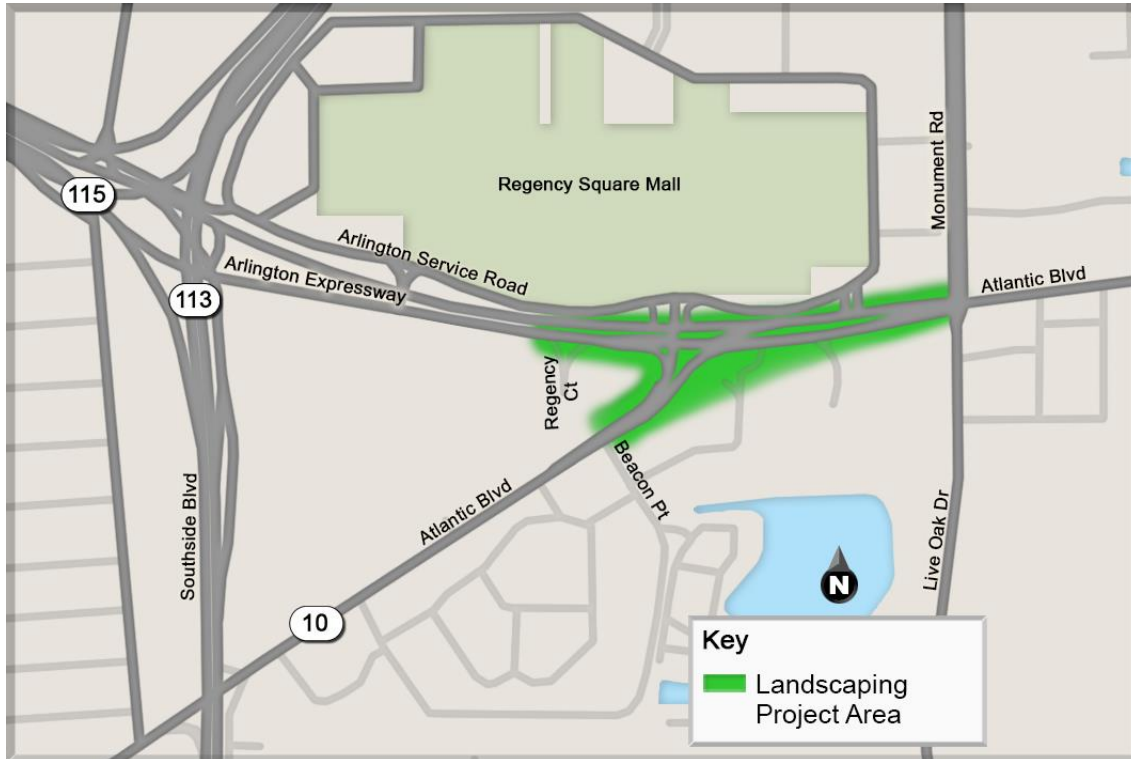 Regency Square Mall
Monument Rd
115
Arlington Service Road
Arlington Expressway
113
Atlantic Blvd
Regency
Ct
Beacon Pt
Atlantic Blvd
Southside Blvd
Live Oak Dr
N
10
Key
Landscaping
Project Area